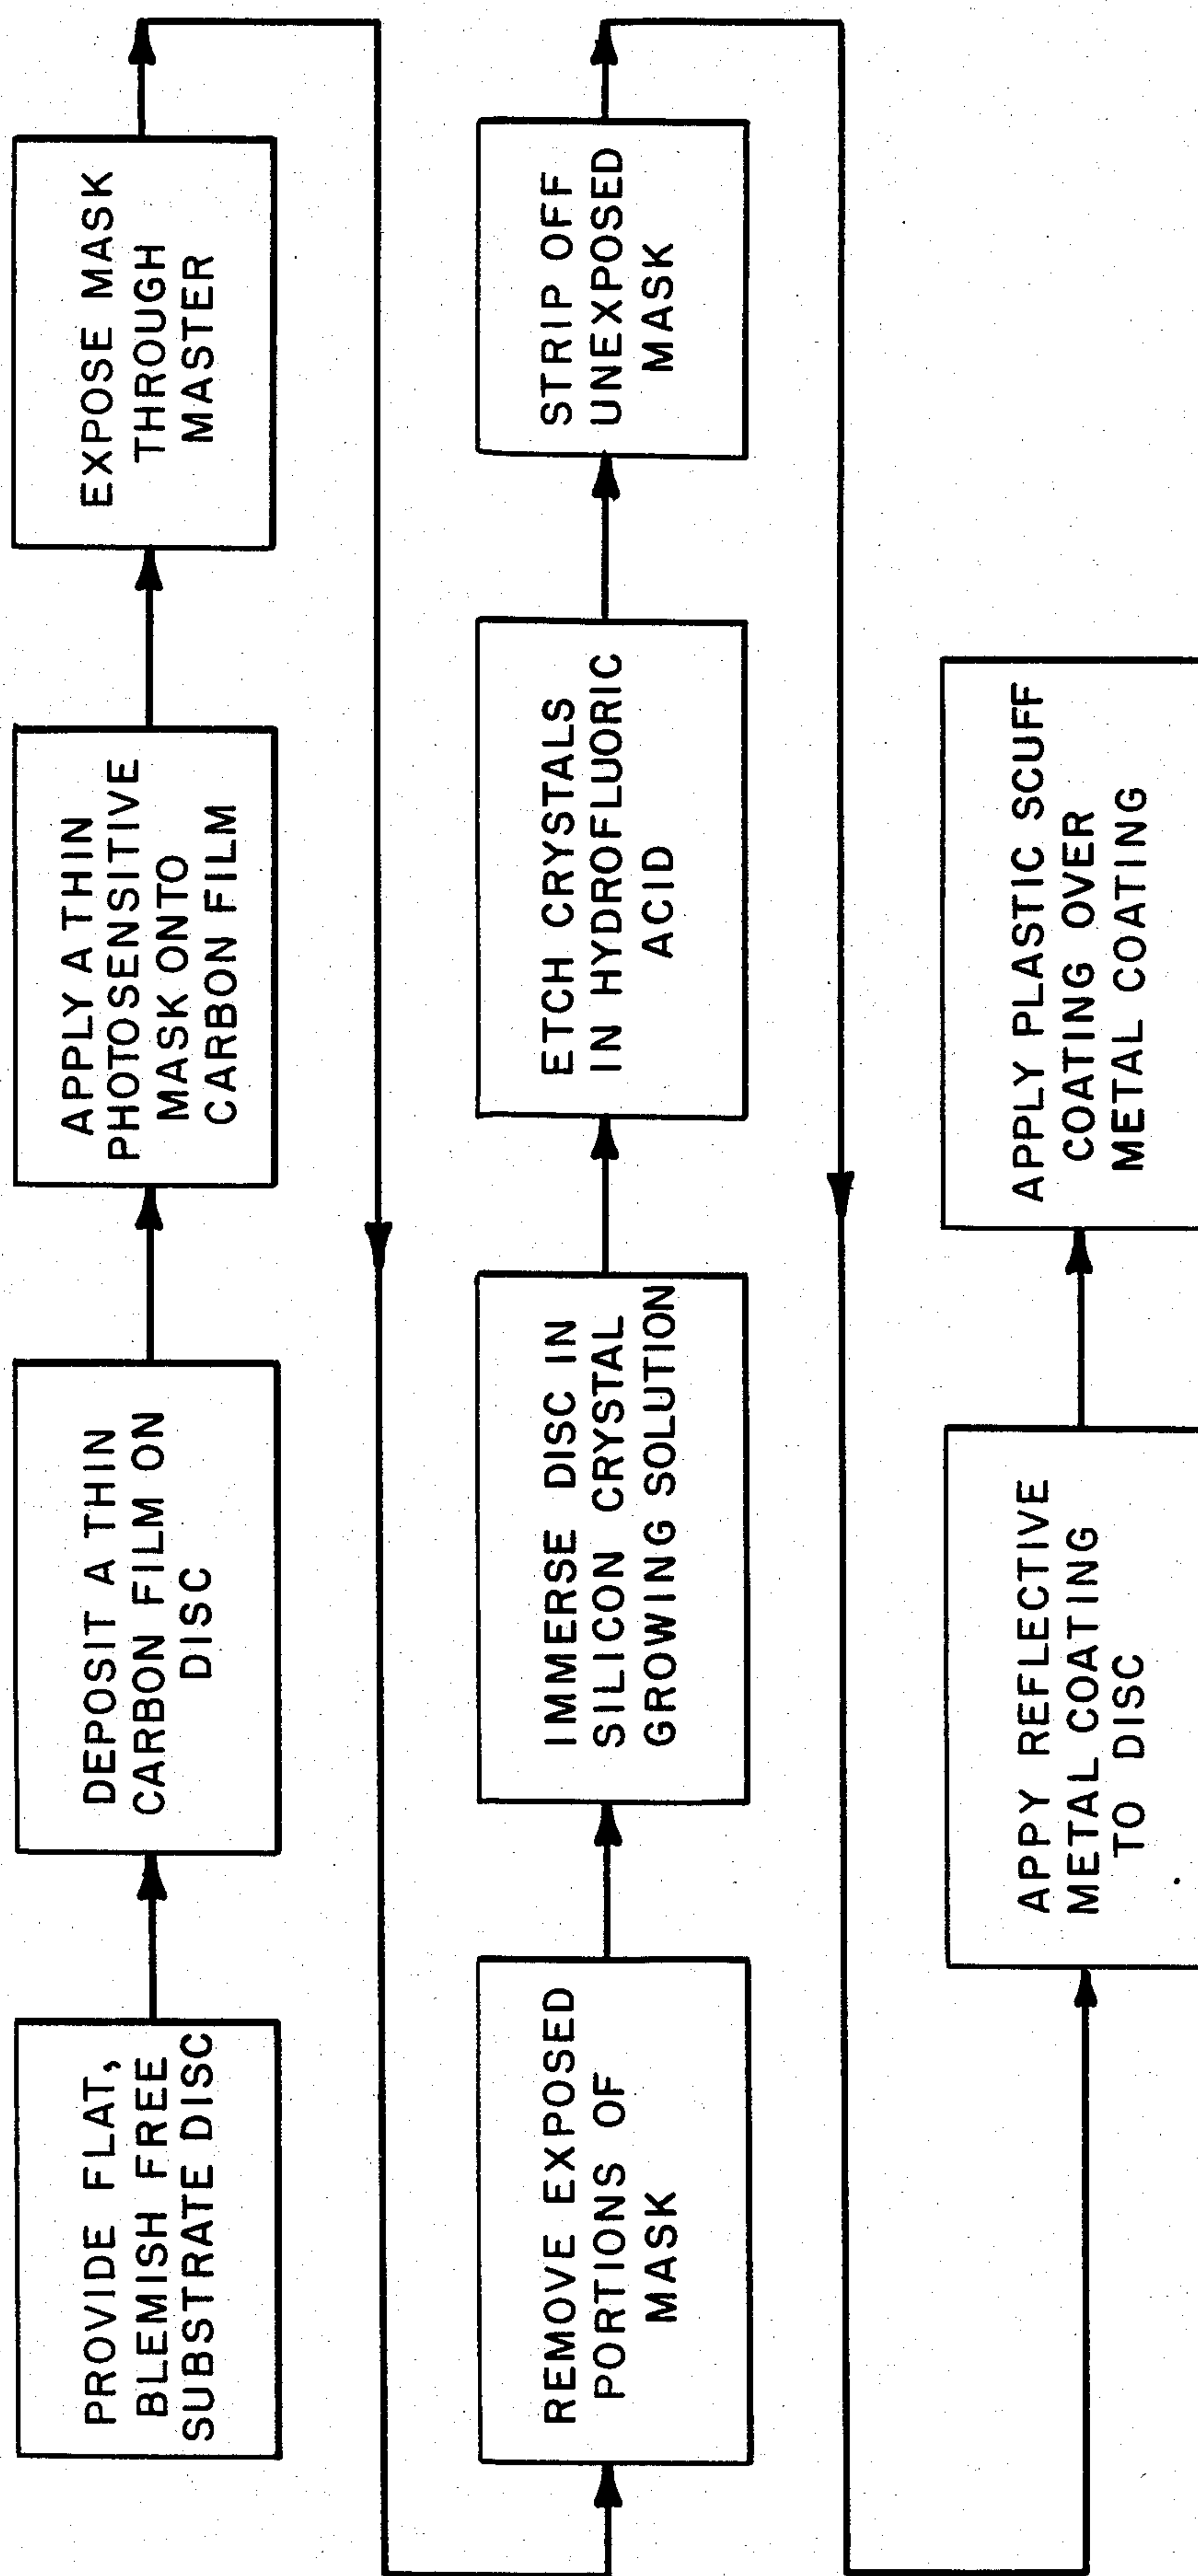 PROVIDE FLAT,
BLEMISH FREE
SUBSTRATE DISC
DEPOSIT A THIN
CARBON FILM ON
DISC
APPLY A THIN
PHOTOSENSITIVE
MASK ONTO
CARBON FILM
EXPOSE MASK
THROUGH
MASTER
REMOVE EXPOSED
PORTIONS OF
MASK
IMMERSE DISC IN
SILICON CRYSTAL
GROWING SOLUTION
ETCH CRYSTALS
IN HYDROFLUORIC
ACID
STRIP OFF
UNEXPOSED
MASK
APPY REFLECTIVE
METAL COATING
TO DISC
APPLY PLASTIC SCUFF
COATING OVER
METAL COATING